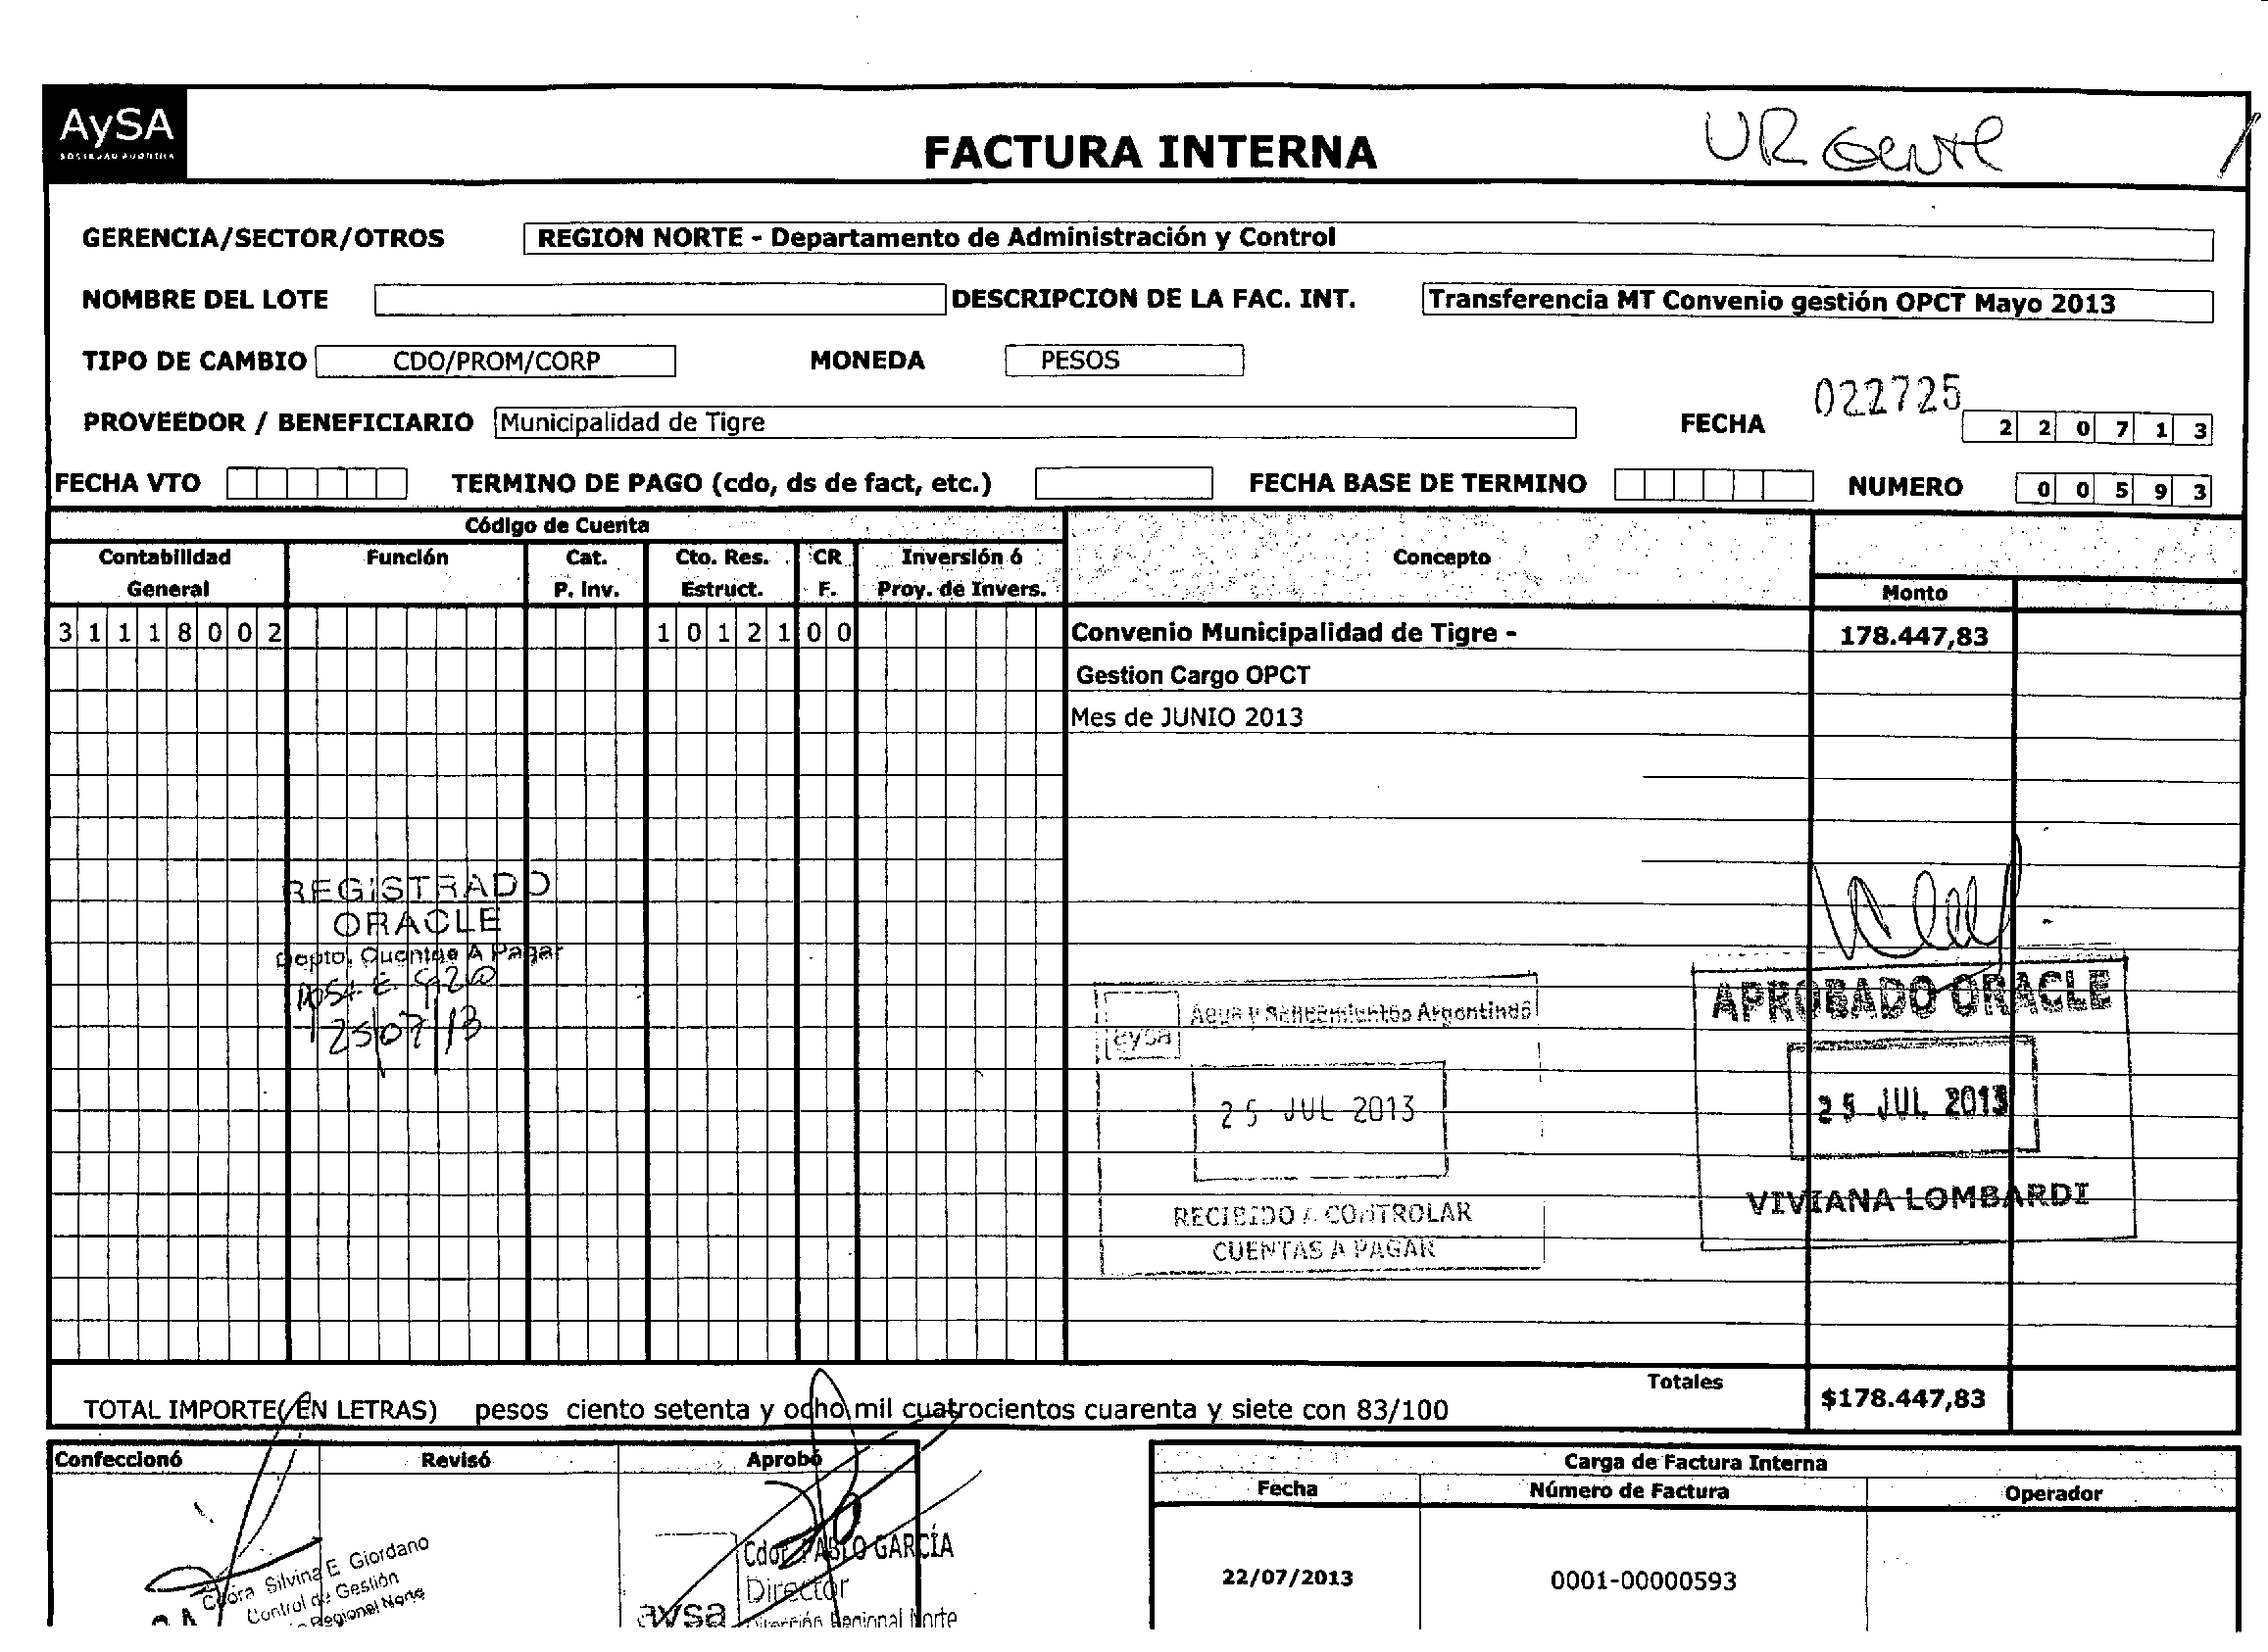 AySA
FACTURA INTERNA
URGente
GERENCIA/SECTOR/OTROS REGION NORTE - Departamento de Administración y Control
NOMBRE DEL LOTE DESCRIPCION DE LA FAC. INT. Transferencia MT Convenio gestión OPCT Mayo 2013
TIPO DE CAMBIO CDO/PROM/CORP MONEDA PESOS
022725
PROVEEDOR / BENEFICIARIO Municipalidad de Tigre FECHA 2 2 0 7 1 3
FECHA VTO TERMINO DE PAGO (cdo, ds de fact, etc.) FECHA BASE DE TERMINO NUMERO 0 0 5 9 3
Código de Cuenta
Contabilidad General Función Cat. P. Inv. Cto. Res. Estruct. CR F. Inversión ó Proy. de Invers. Concepto Monto
3 1 1 1 8 0 0 2 1 0 1 2 1 0 0 Convenio Municipalidad de Tigre - 178.447,83
Gestion Cargo OPCT
Mes de JUNIO 2013
REGISTRADO
ORACLE
Depto. Cuentas A Pagar
25/07/13
Agua y Saneamientos Argentinos
aysa
25 JUL 2013
RECIBIDO A CONTROLAR
CUENTAS A PAGAR
APROBADO ORACLE
25 JUL 2013
VIVIANA LOMBARDI
Totales
TOTAL IMPORTE( EN LETRAS) pesos ciento setenta y ocho mil cuatrocientos cuarenta y siete con 83/100 $178.447,83
Confeccionó Revisó Aprobó
Carga de Factura Interna
Fecha Número de Factura Operador
22/07/2013 0001-00000593
Silvina E. Giordano
Control de Gestión
Regional Norte
Cdor. PABLO GARCÍA
Director
aysa Dirección Regional Norte